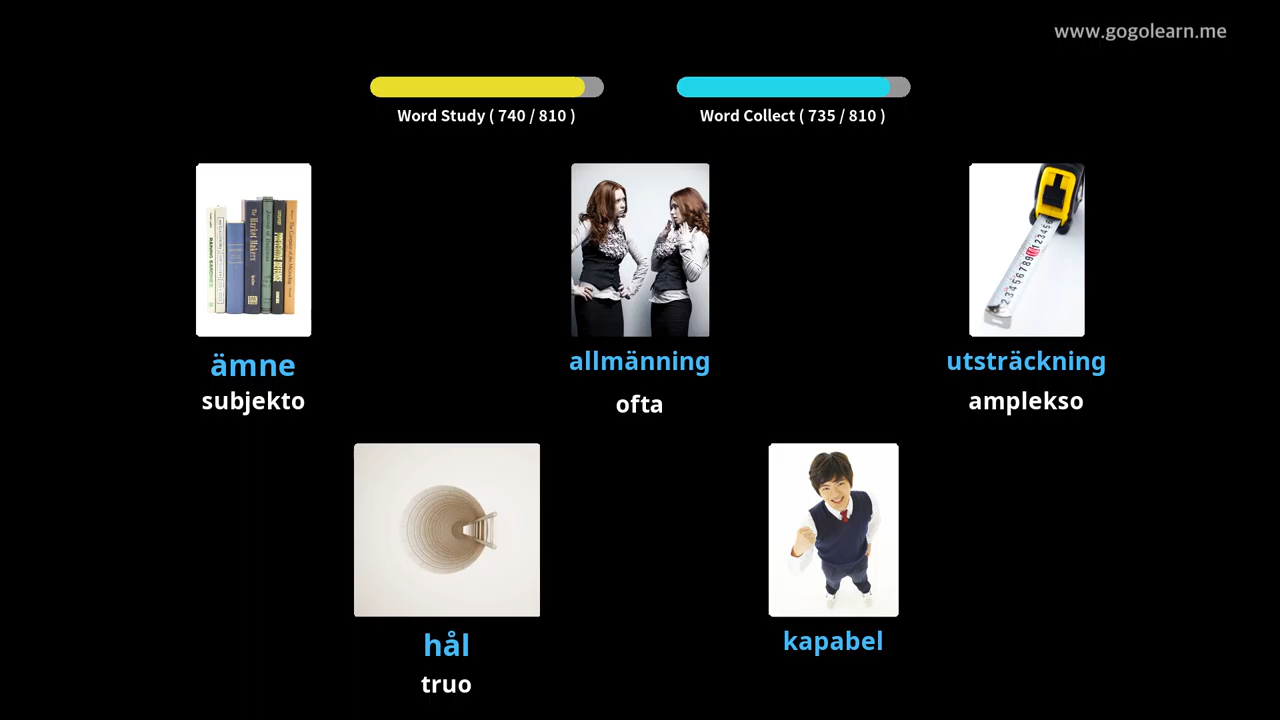 www.gogolearn.me
Word Study ( 740 / 810 )
Word Collect ( 735 / 810 )
ämne
subjekto
allmänning
ofta
utsträckning
amplekso
hål
truo
kapabel